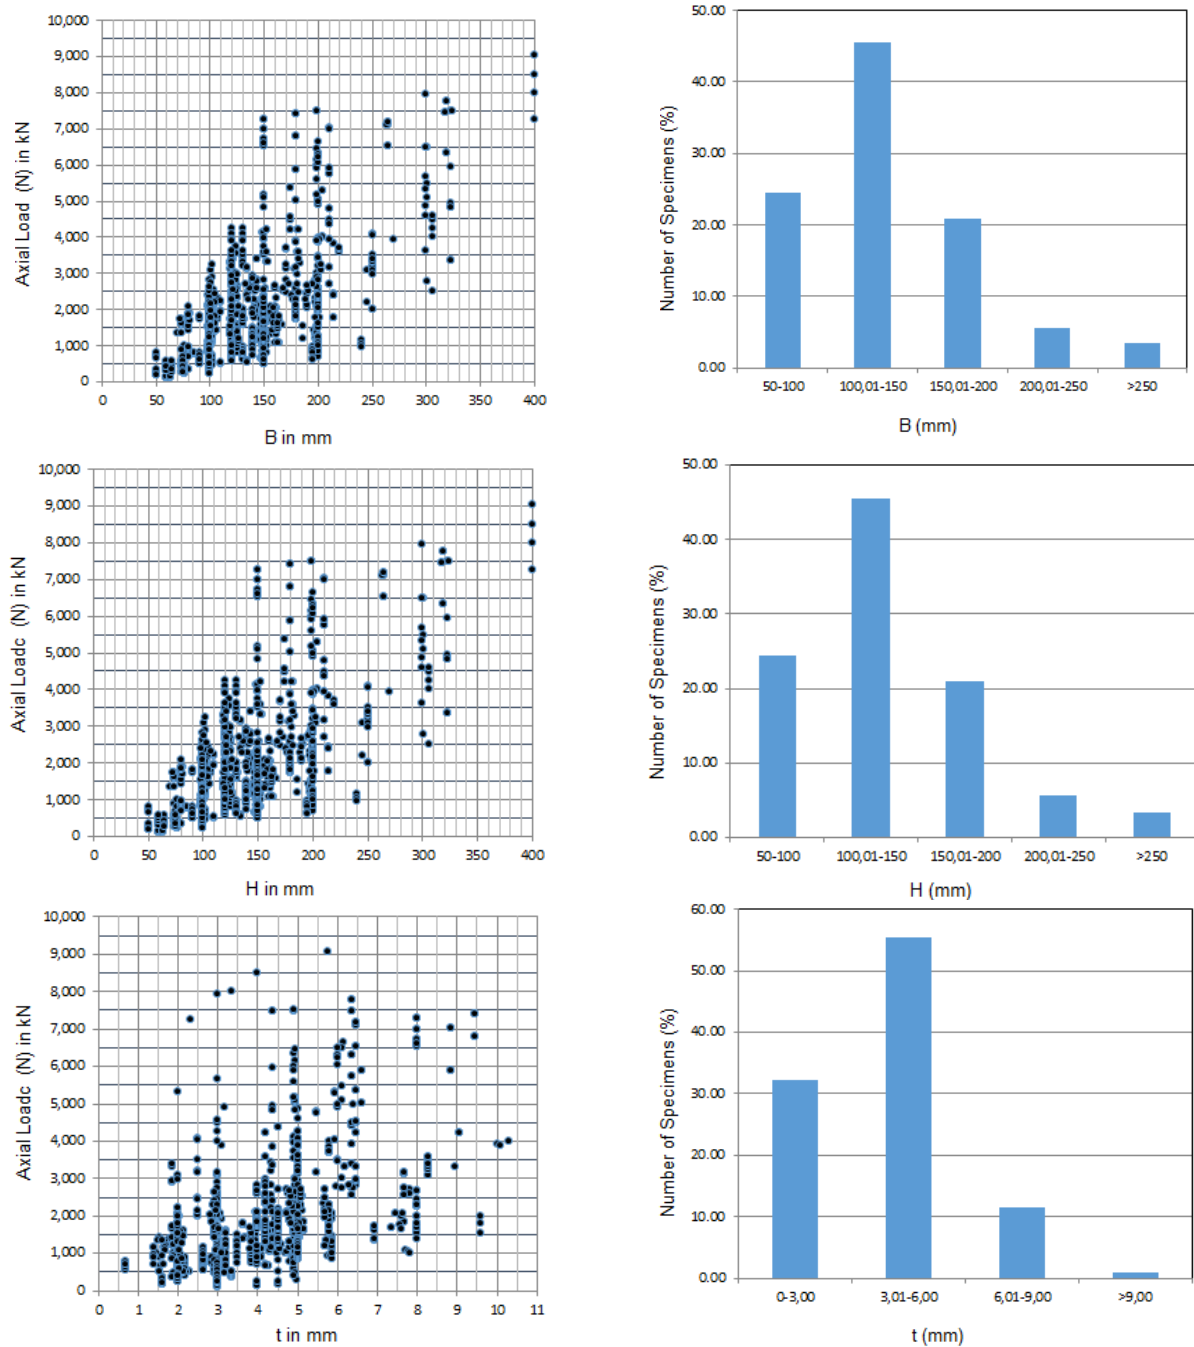 10,000
9,000
8,000
7,000
6,000
5,000
4,000
3,000
2,000
1,000
0
Axial Load (N) in kN
0 50 100 150 200 250 300 350 400
B in mm
50.00
40.00
30.00
20.00
10.00
0.00
Number of Specimens (%)
50-100 100,01-150 150,01-200 200,01-250 >250
B (mm)
10,000
9,000
8,000
7,000
6,000
5,000
4,000
3,000
2,000
1,000
0
Axial Loadc (N) in kN
0 50 100 150 200 250 300 350 400
H in mm
50.00
40.00
30.00
20.00
10.00
0.00
Number of Specimens (%)
50-100 100,01-150 150,01-200 200,01-250 >250
H (mm)
10,000
9,000
8,000
7,000
6,000
5,000
4,000
3,000
2,000
1,000
0
Axial Loadc (N) in kN
0 1 2 3 4 5 6 7 8 9 10 11
t in mm
60.00
50.00
40.00
30.00
20.00
10.00
0.00
Number of Specimens (%)
0-3,00 3,01-6,00 6,01-9,00 >9,00
t (mm)